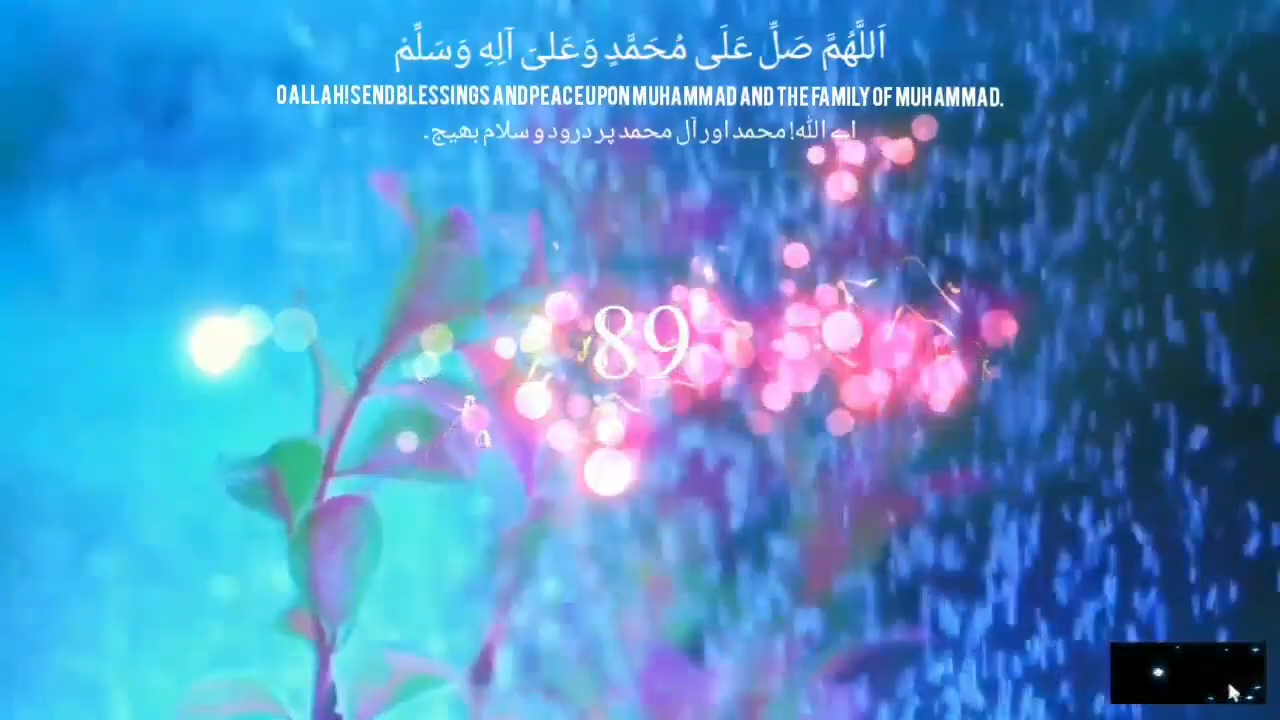 اَللَّهُمَّ صَلِّ عَلَى مُحَمَّدٍ وَعَلىَ آلِهِ وَسَلِّمْ
O ALLAH! SEND BLESSINGS AND PEACE UPON MUHAMMAD AND THE FAMILY OF MUHAMMAD.
اے اللہ! محمد اور آل محمد پر درود و سلام بھیج۔
89